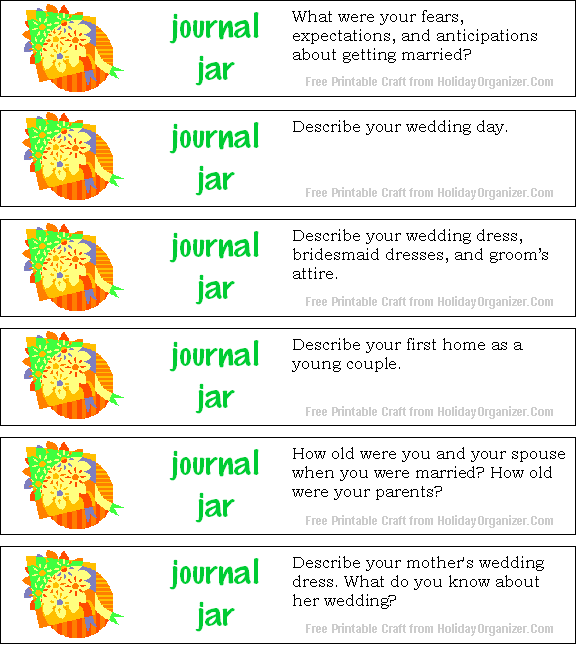 journal
jar
What were your fears,
expectations, and anticipations
about getting married?
Free Printable Craft from HolidayOrganizer.Com
journal
jar
Describe your wedding day.
Free Printable Craft from HolidayOrganizer.Com
journal
jar
Describe your wedding dress,
bridesmaid dresses, and groom's
attire.
Free Printable Craft from HolidayOrganizer.Com
journal
jar
Describe your first home as a
young couple.
Free Printable Craft from HolidayOrganizer.Com
journal
jar
How old were you and your spouse
when you were married? How old
were your parents?
Free Printable Craft from HolidayOrganizer.Com
journal
jar
Describe your mother's wedding
dress. What do you know about
her wedding?
Free Printable Craft from HolidayOrganizer.Com